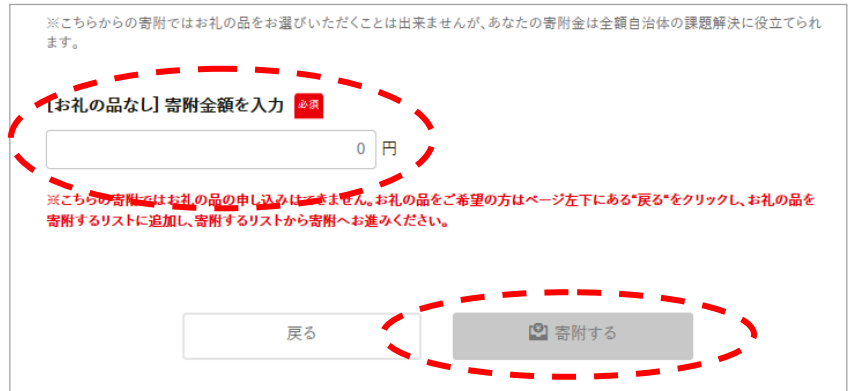 ※こちらからの寄附ではお礼の品をお選びいただくことは出来ませんが、あなたの寄附金は全額自治体の課題解決に役立てられ
ます。
[お礼の品なし] 寄附金額を入力 必須
0 円
※こちらの寄附ではお礼の品の申し込みはできません。お礼の品をご希望の方はページ左下にある"戻る"をクリックし、お礼の品を
寄附するリストに追加し、寄附するリストから寄附へお進みください。
戻る 寄附する